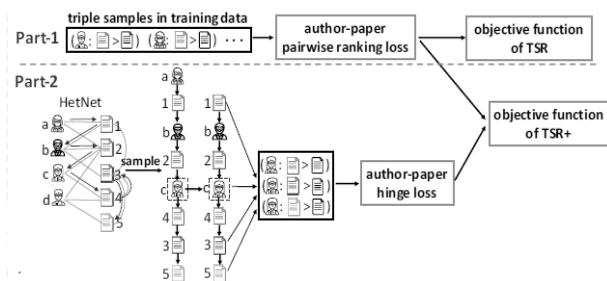 triple samples in training data
Part-1
( : > ) ( : > ) ...
author-paper
pairwise ranking loss
objective function
of TSR
Part-2
HetNet
a
b
c
d
1
2
3
4
5
sample
a
1
b
2
c
4
3
5
1
b
2
c
4
3
5
( : > )
( : > )
( : > )
author-paper
hinge loss
objective function
of TSR+